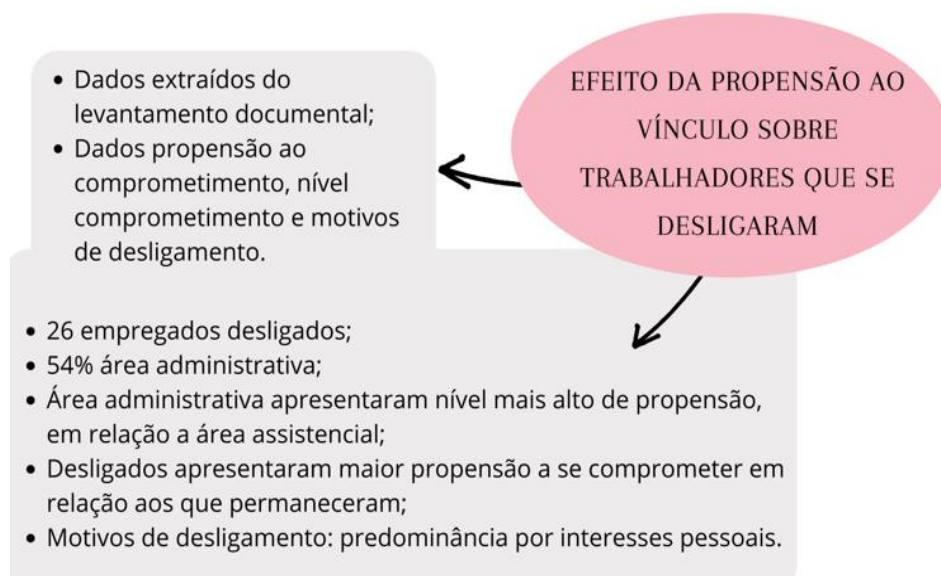 EFEITO DA PROPENSÃO AO
VÍNCULO SOBRE
TRABALHADORES QUE SE
DESLIGARAM
• Dados extraídos do
levantamento documental;
• Dados propensão ao
comprometimento, nível
comprometimento e motivos
de desligamento.
• 26 empregados desligados;
• 54% área administrativa;
• Área administrativa apresentaram nível mais alto de propensão,
em relação a área assistencial;
• Desligados apresentaram maior propensão a se comprometer em
relação aos que permaneceram;
• Motivos de desligamento: predominância por interesses pessoais.